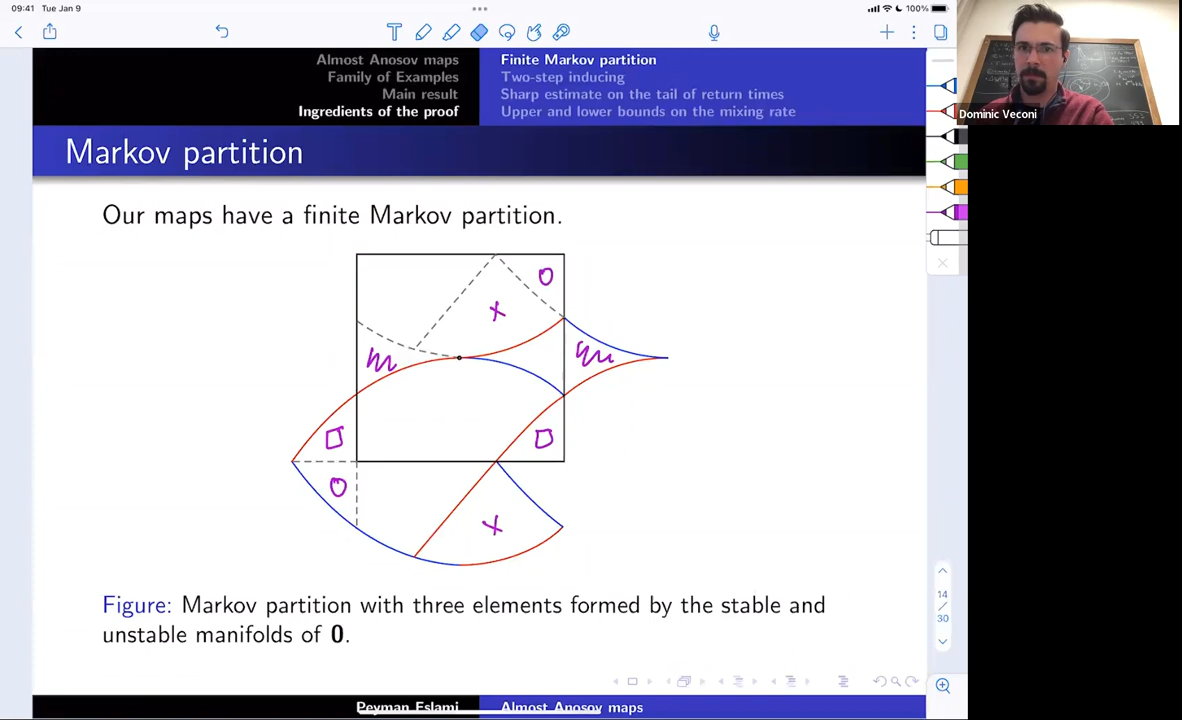 09:41 Tue Jan 9
100%
Almost Anosov maps
Family of Examples
Main result
Ingredients of the proof
Finite Markov partition
Two-step inducing
Sharp estimate on the tail of return times
Upper and lower bounds on the mixing rate
Dominic Veconi
Markov partition
Our maps have a finite Markov partition.
O
x
m
m
O
x
Figure: Markov partition with three elements formed by the stable and
unstable manifolds of 0.
14
/
30
Peyman Eslami
Almost Anosov maps